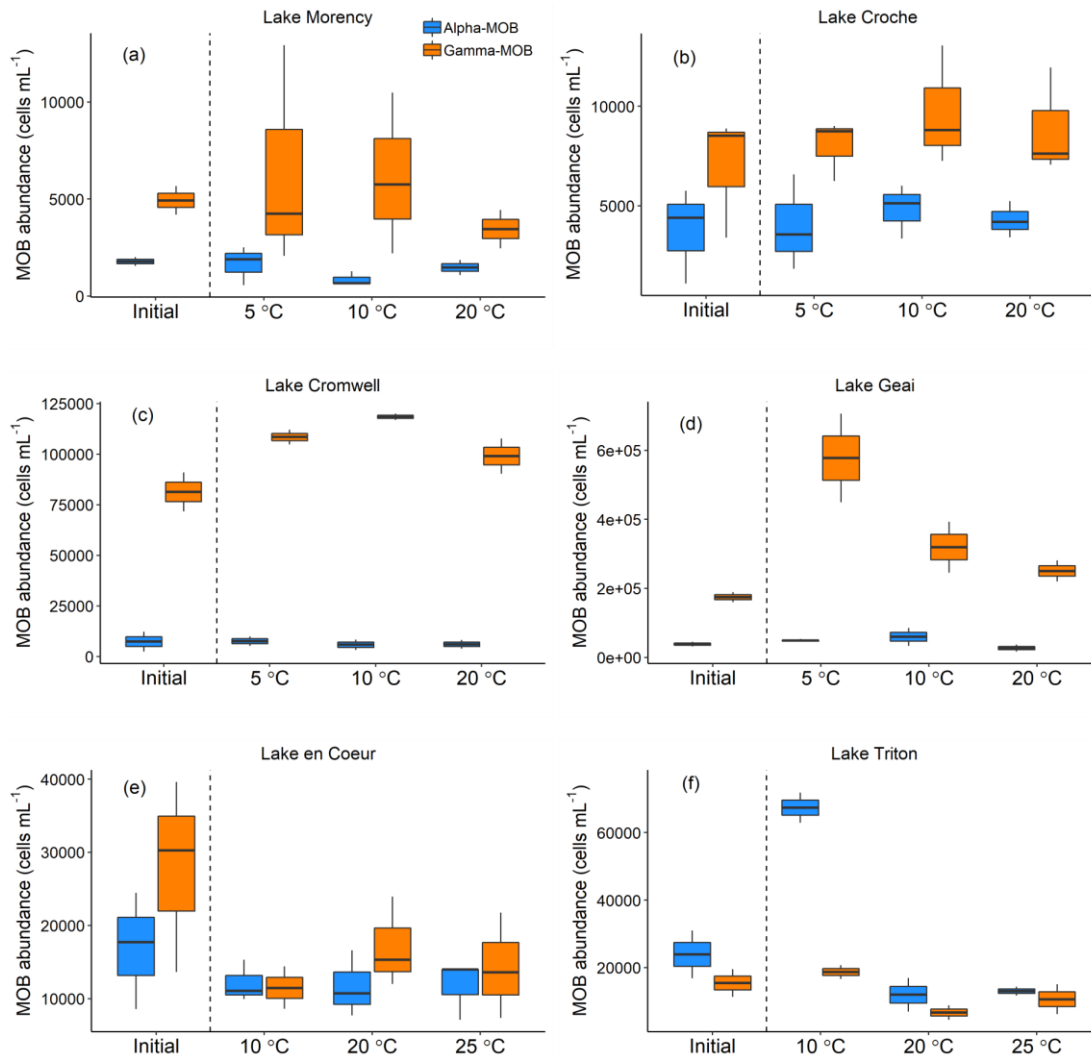 Lake Morency
(a)
Alpha-MOB
Gamma-MOB
MOB abundance (cells mL⁻¹)
10000
5000
0
Initial 5 °C 10 °C 20 °C
Lake Croche
(b)
MOB abundance (cells mL⁻¹)
10000
5000
0
Initial 5 °C 10 °C 20 °C
Lake Cromwell
(c)
MOB abundance (cells mL⁻¹)
125000
100000
75000
50000
25000
0
Initial 5 °C 10 °C 20 °C
Lake Geai
(d)
MOB abundance (cells mL⁻¹)
6e+05
4e+05
2e+05
0e+00
Initial 5 °C 10 °C 20 °C
Lake en Coeur
(e)
MOB abundance (cells mL⁻¹)
40000
30000
20000
10000
Initial 10 °C 20 °C 25 °C
Lake Triton
(f)
MOB abundance (cells mL⁻¹)
60000
40000
20000
Initial 10 °C 20 °C 25 °C